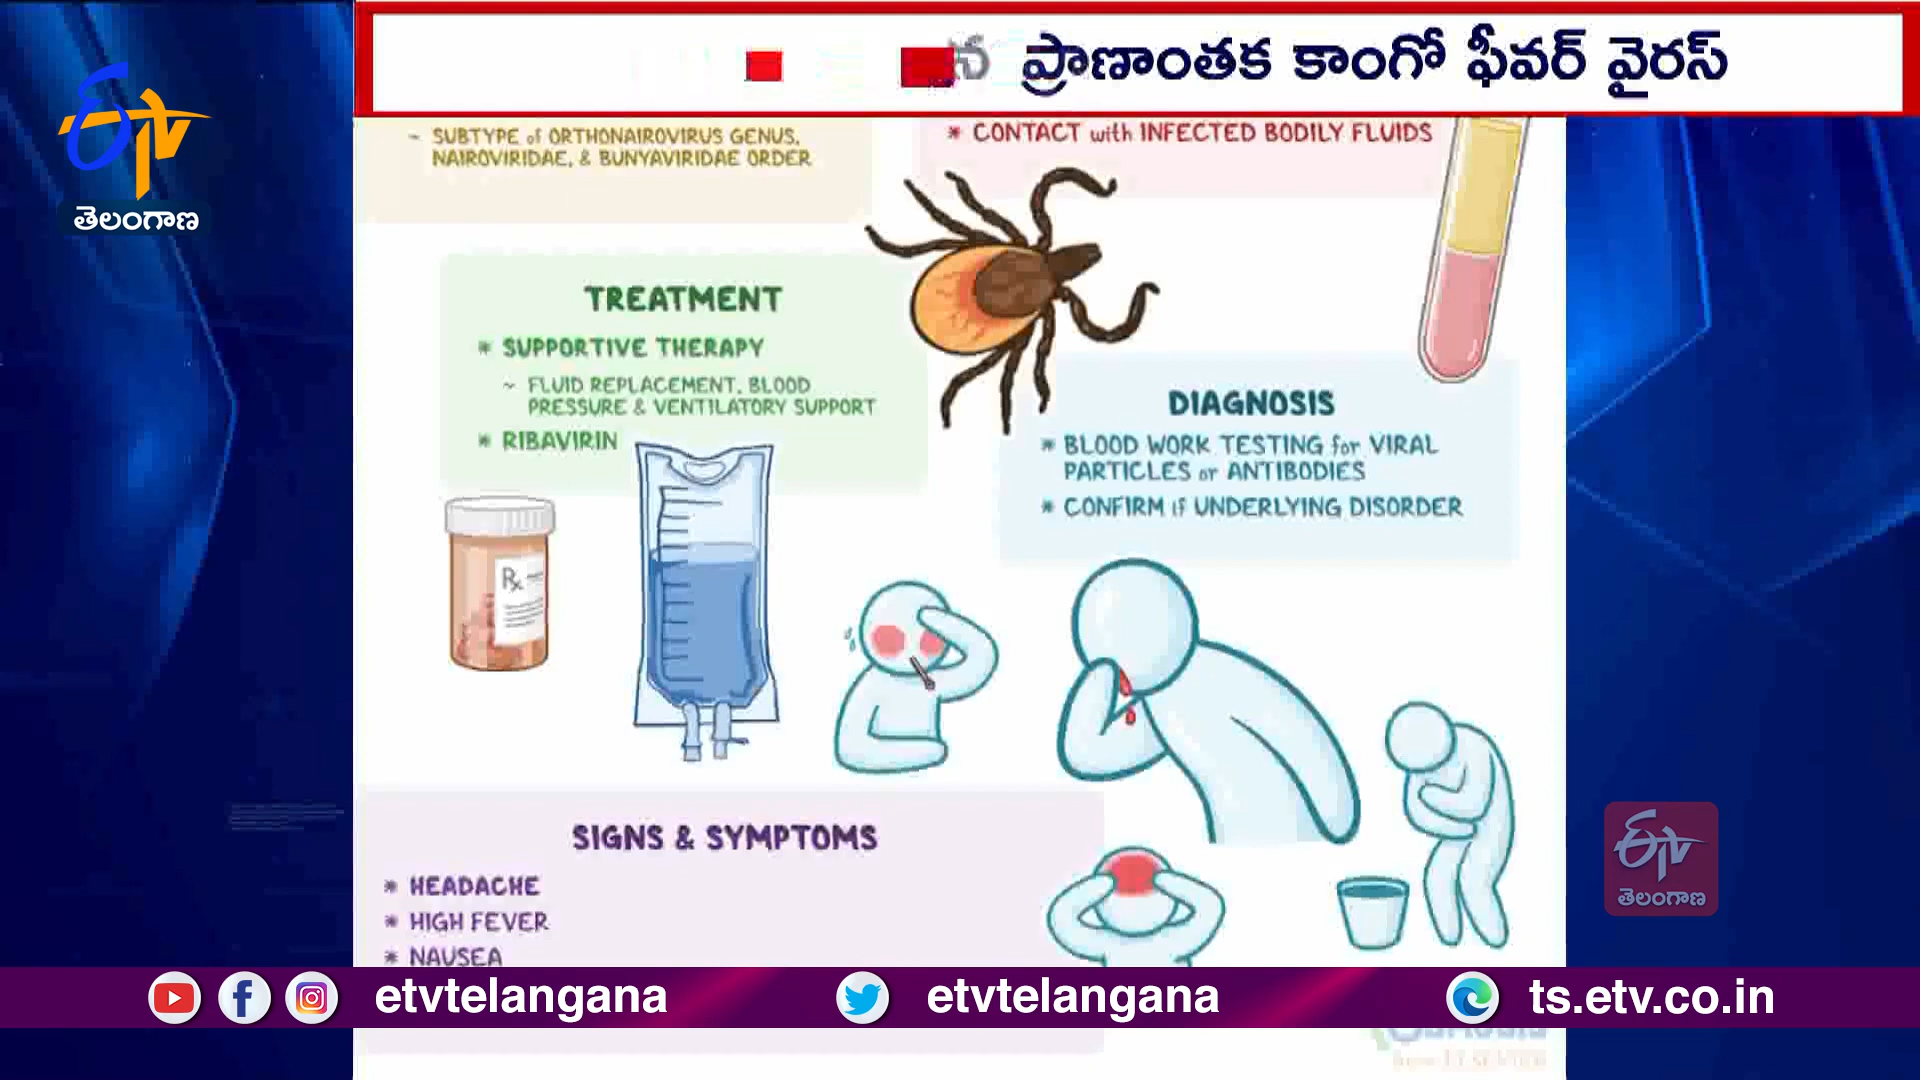 ప్రాణాంతక కాంగో ఫీవర్ వైరస్
ETV
తెలంగాణ
~ SUBTYPE of ORTHONAIROVIRUS GENUS,
NAIROVIRIDAE, & BUNYAVIRIDAE ORDER
* CONTACT with INFECTED BODILY FLUIDS
TREATMENT
* SUPPORTIVE THERAPY
~ FLUID REPLACEMENT, BLOOD
PRESSURE & VENTILATORY SUPPORT
* RIBAVIRIN
DIAGNOSIS
* BLOOD WORK TESTING for VIRAL
PARTICLES or ANTIBODIES
* CONFIRM if UNDERLYING DISORDER
Rx
SIGNS & SYMPTOMS
* HEADACHE
* HIGH FEVER
* NAUSEA
ETV
తెలంగాణ
etvtelangana
etvtelangana
ts.etv.co.in